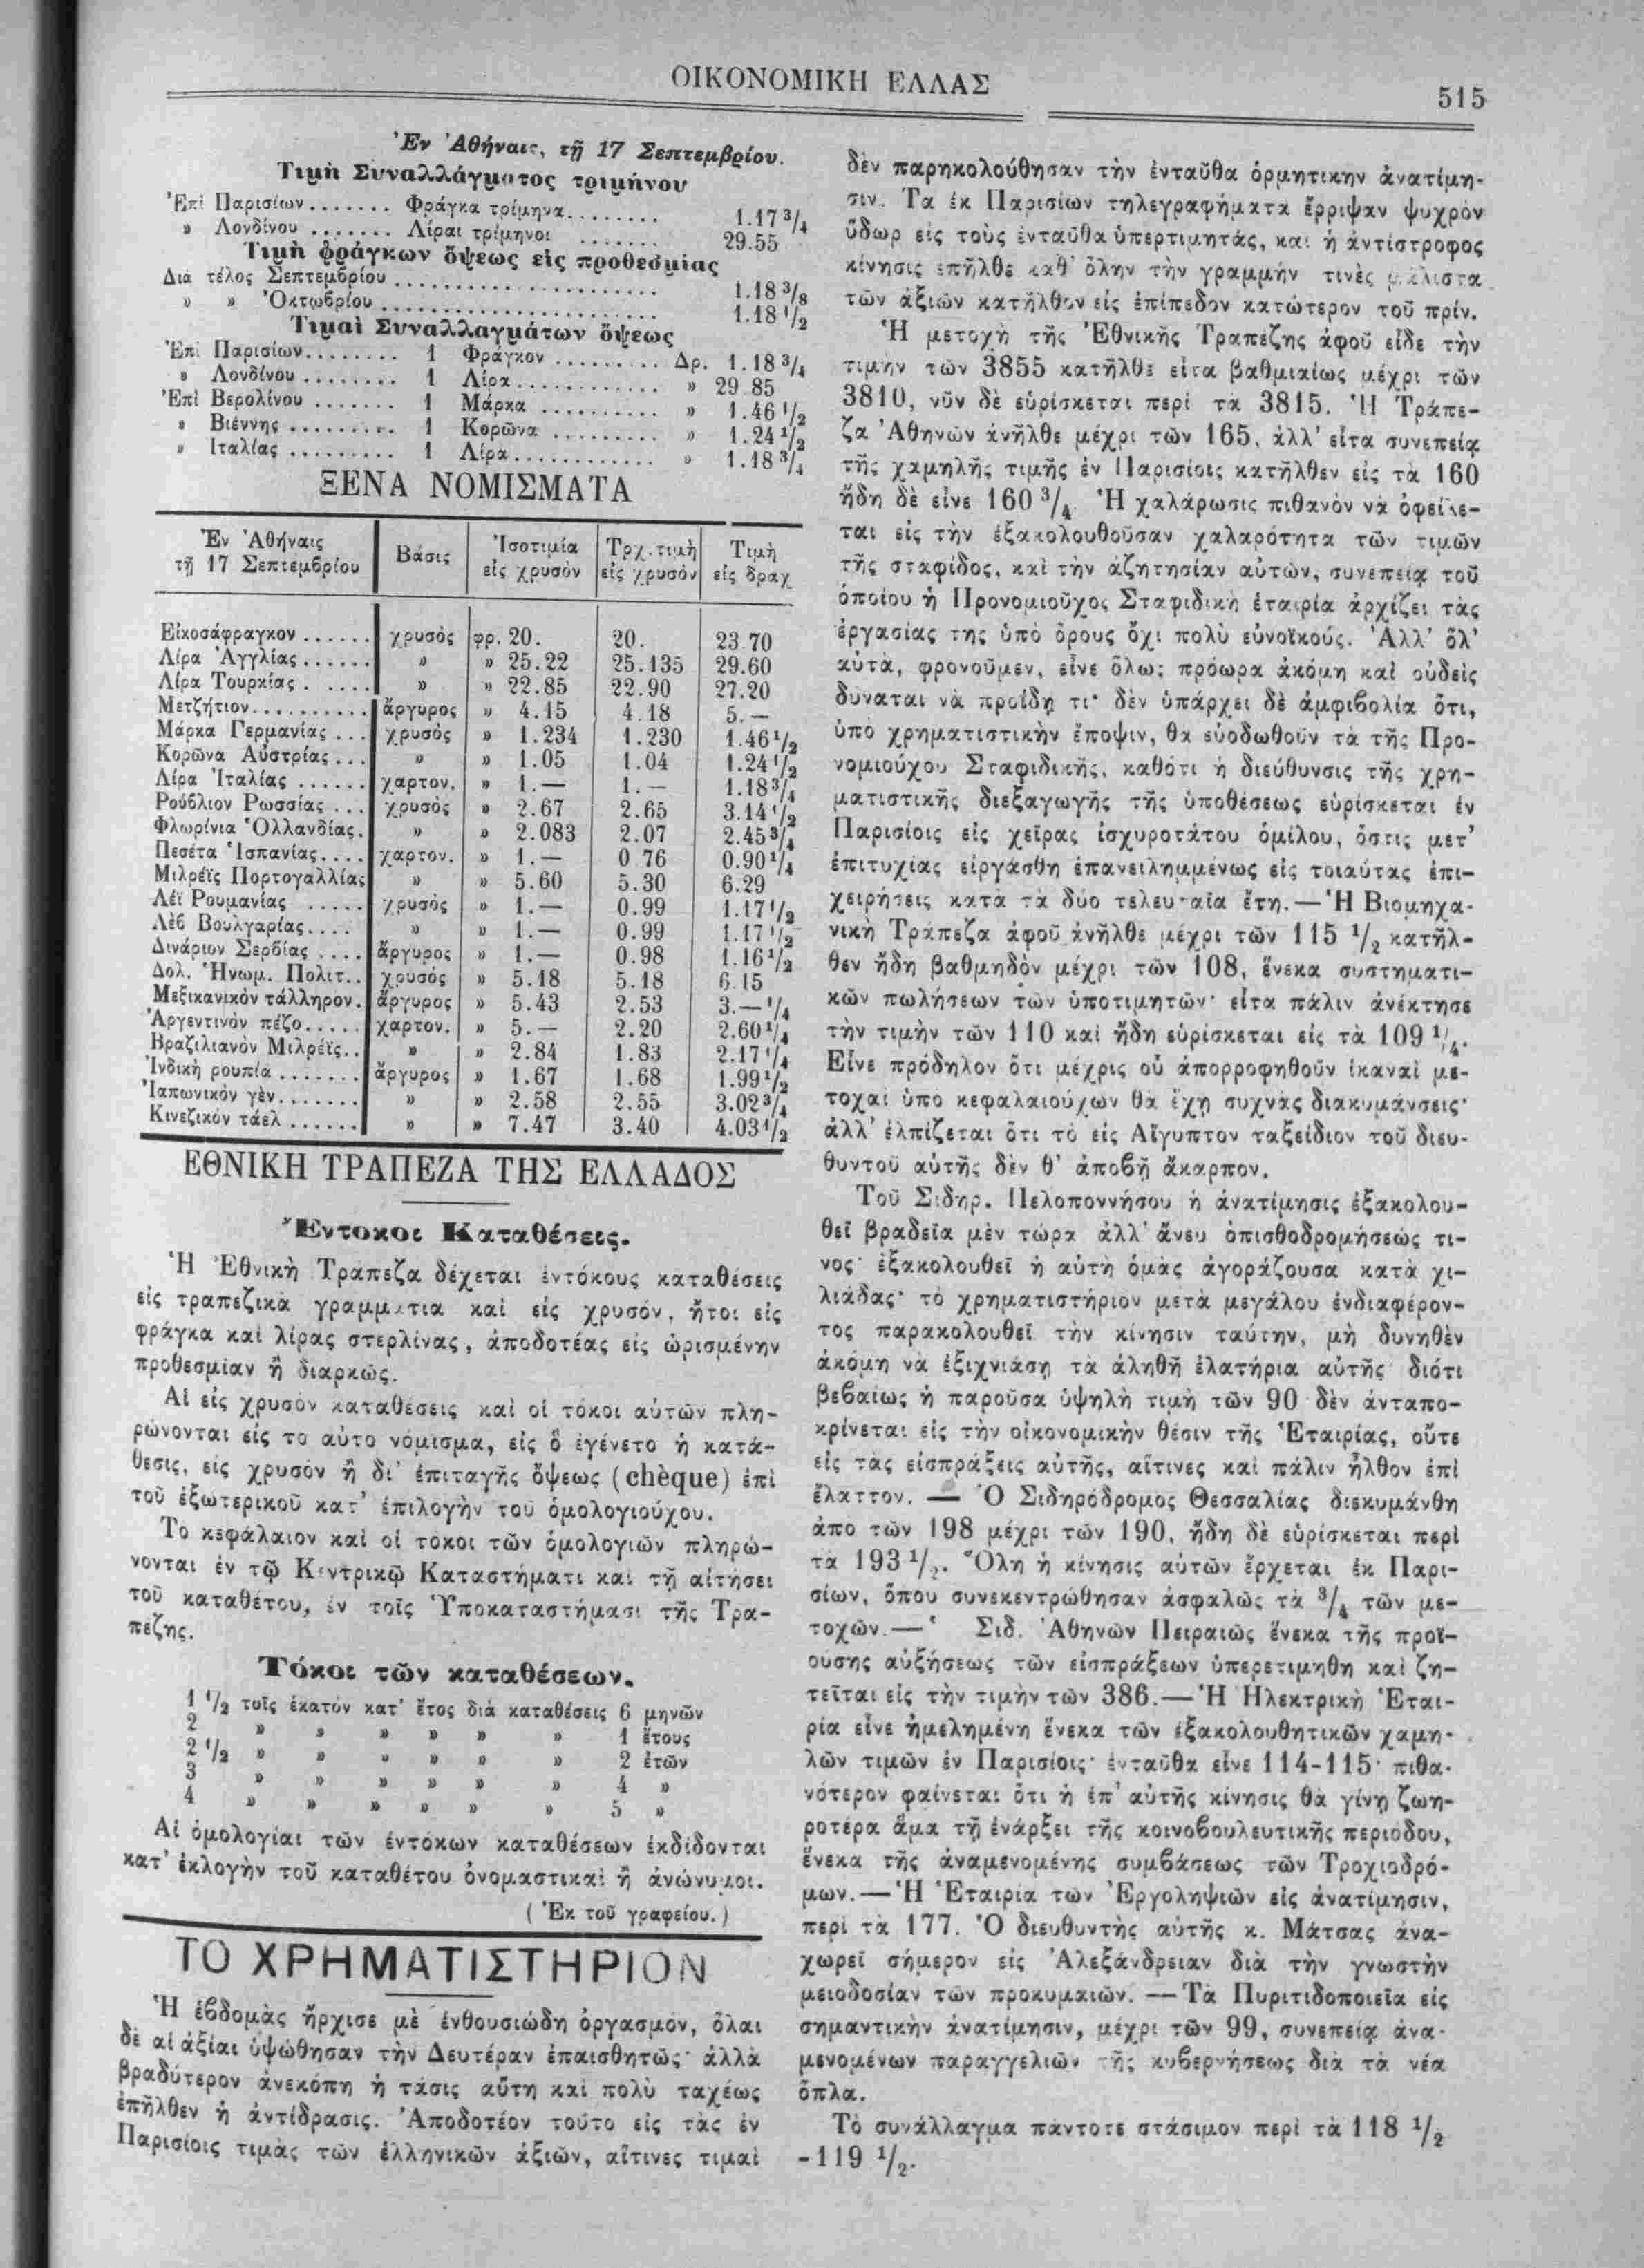 ΟΙΚΟΝΟΜΙΚΗ ΕΛΛΑΣ
515
Ἐν Ἀθήναις, τῇ 17 Σεπτεμβρίου.
Τιμὴ Συναλλάγματος τριμήνου
Ἐπὶ Παρισίων....... Φράγκα τρίμηνα......... 1.17 3/4
» Λονδίνου ....... Λίραι τρίμηνοι ....... 29.55
Τιμὴ φράγκων ὄψεως εἰς προθεσμίας
Διὰ τέλος Σεπτεμβρίου ...................... 1.18 3/8
» » Ὀκτωβρίου ...................... 1.18 1/2
Τιμαὶ Συναλλαγμάτων ὄψεως
Ἐπὶ Παρισίων........ 1 Φράγκον ......... Δρ. 1.18 3/4
» Λονδίνου ........ 1 Λίρα............ » 29 85
Ἐπὶ Βερολίνου ....... 1 Μάρκα .......... » 1.46 1/2
» Βιέννης ......... 1 Κορῶνα ......... » 1.24 1/2
» Ἰταλίας ......... 1 Λίρα............ » 1.18 3/4
ΞΕΝΑ ΝΟΜΙΣΜΑΤΑ
Ἐν Ἀθήναις τῇ 17 Σεπτεμβρίου | Βάσις | Ἰσοτιμία εἰς χρυσὸν | Τρχ. τιμὴ εἰς χρυσόν | Τιμὴ εἰς δραχ
Εἰκοσάφραγκον ...... χρυσὸς φρ. 20. 20. 23 70
Λίρα Ἀγγλίας...... » » 25.22 25.135 29.60
Λίρα Τουρκίας . ..... » » 22.85 22.90 27.20
Μετζήτιον........... ἄργυρος » 4.15 4.18 5.—
Μάρκα Γερμανίας ... χρυσὸς » 1.234 1.230 1.46 1/2
Κορῶνα Αὐστρίας... » » 1.05 1.04 1.24 1/2
Λίρα Ἰταλίας ...... χαρτον. » 1.— 1.— 1.18 3/4
Ρούβλιον Ρωσσίας ... χρυσὸς » 2.67 2.65 3.14 1/2
Φλωρίνια Ὁλλανδίας. » » 2.083 2.07 2.45 3/4
Πεσέτα Ἱσπανίας.... χαρτον. » 1.— 0 76 0.90 1/4
Μιλρέϊς Πορτογαλλίας » » 5.60 5.30 6.29
Λέϊ Ρουμανίας ..... χρυσὸς » 1.— 0.99 1.17 1/2
Λὲβ Βουλγαρίας.... » » 1.— 0.99 1.17 1/2
Δινάριον Σερβίας .... ἄργυρος » 1.— 0.98 1.16 1/2
Δολ. Ἡνωμ. Πολιτ.. χρυσός » 5.18 5.18 6.15
Μεξικανικὸν τάλληρον. ἄργυρος » 5.43 2.53 3.— 1/4
Ἀργεντινὸν πέζο..... χαρτον. » 5.— 2.20 2.60 1/4
Βραζιλιανὸν Μιλρέϊς.. » » 2.84 1.83 2.17 1/4
Ἰνδικὴ ρουπία ....... ἄργυρος » 1.67 1.68 1.99 1/2
Ἰαπωνικὸν γὲν....... » » 2.58 2.55 3.02 3/4
Κινεζικὸν τάελ ...... » » 7.47 3.40 4.03 1/2
ΕΘΝΙΚΗ ΤΡΑΠΕΖΑ ΤΗΣ ΕΛΛΑΔΟΣ
Ἔντοκοι Καταθέσεις.
Ἡ Ἐθνικὴ Τράπεζα δέχεται ἐντόκους καταθέσεις
εἰς τραπεζικὰ γραμμάτια καὶ εἰς χρυσόν, ἤτοι εἰς
φράγκα καὶ λίρας στερλίνας, ἀποδοτέας εἰς ὡρισμένην
προθεσμίαν ἢ διαρκῶς.
Αἱ εἰς χρυσὸν καταθέσεις καὶ οἱ τόκοι αὐτῶν πλη-
ρώνονται εἰς τὸ αὐτὸ νόμισμα, εἰς ὃ ἐγένετο ἡ κατά-
θεσις, εἰς χρυσὸν ἢ δι' ἐπιταγῆς ὄψεως (chèque) ἐπὶ
τοῦ ἐξωτερικοῦ κατ' ἐπιλογὴν τοῦ ὁμολογιούχου.
Τὸ κεφάλαιον καὶ οἱ τόκοι τῶν ὁμολογιῶν πληρώ-
νονται ἐν τῷ Κεντρικῷ Καταστήματι καὶ τῇ αἰτήσει
τοῦ καταθέτου, ἐν τοῖς Ὑποκαταστήμασι τῆς Τρα-
πέζης.
Τόκοι τῶν καταθέσεων.
1 1/2 τοῖς ἑκατὸν κατ' ἔτος διὰ καταθέσεις 6 μηνῶν
2 » » » » » » 1 ἔτους
2 1/2 » » » » » » 2 ἐτῶν
3 » » » » » » 4 »
4 » » » » » » 5 »
Αἱ ὁμολογίαι τῶν ἐντόκων καταθέσεων ἐκδίδονται
κατ' ἐκλογὴν τοῦ καταθέτου ὀνομαστικαὶ ἢ ἀνώνυμοι.
(Ἐκ τοῦ γραφείου.)
ΤΟ ΧΡΗΜΑΤΙΣΤΗΡΙΟΝ
Ἡ ἑβδομὰς ἤρχισε μὲ ἐνθουσιώδη ὀργασμόν, ὅλαι
δὲ αἱ ἀξίαι ὑψώθησαν τὴν Δευτέραν ἐπαισθητῶς· ἀλλὰ
βραδύτερον ἀνεκόπη ἡ τάσις αὕτη καὶ πολὺ ταχέως
ἐπῆλθεν ἡ ἀντίδρασις. Ἀποδοτέον τοῦτο εἰς τὰς ἐν
Παρισίοις τιμὰς τῶν ἑλληνικῶν ἀξιῶν, αἵτινες τιμαὶ
δὲν παρηκολούθησαν τὴν ἐνταῦθα ὁρμητικὴν ἀνατίμη-
σιν. Τὰ ἐκ Παρισίων τηλεγραφήματα ἔρριψαν ψυχρὸν
ὕδωρ εἰς τοὺς ἐνταῦθα ὑπερτιμητάς, καὶ ἡ ἀντίστροφος
κίνησις ἐπῆλθε καθ' ὅλην τὴν γραμμήν τινὲς μάλιστα
τῶν ἀξιῶν κατῆλθον εἰς ἐπίπεδον κατώτερον τοῦ πρίν.
Ἡ μετοχὴ τῆς Ἐθνικῆς Τραπέζης ἀφοῦ εἶδε τὴν
τιμὴν τῶν 3855 κατῆλθε εἶτα βαθμιαίως μέχρι τῶν
3810, νῦν δὲ εὑρίσκεται περὶ τὰ 3815. Ἡ Τράπε-
ζα Ἀθηνῶν ἀνῆλθε μέχρι τῶν 165, ἀλλ' εἶτα συνεπείᾳ
τῆς χαμηλῆς τιμῆς ἐν Παρισίοις κατῆλθεν εἰς τὰ 160
ἤδη δὲ εἶνε 160 3/4 Ἡ χαλάρωσις πιθανὸν νὰ ὀφείλε-
ται εἰς τὴν ἐξακολουθοῦσαν χαλαρότητα τῶν τιμῶν
τῆς σταφίδος, καὶ τὴν ἀζητησίαν αὐτῶν, συνεπείᾳ τοῦ
ὁποίου ἡ Προνομιοῦχος Σταφιδικὴ ἑταιρία ἀρχίζει τὰς
ἐργασίας της ὑπὸ ὅρους ὄχι πολὺ εὐνοϊκούς. Ἀλλ' ὅλ'
αὐτά, φρονοῦμεν, εἶνε ὅλως πρόωρα ἀκόμη καὶ οὐδεὶς
δύναται νὰ προΐδῃ τι· δὲν ὑπάρχει δὲ ἀμφιβολία ὅτι,
ὑπὸ χρηματιστικὴν ἔποψιν, θὰ εὐοδωθοῦν τὰ τῆς Προ-
νομιούχου Σταφιδικῆς, καθότι ἡ διεύθυνσις τῆς χρη-
ματιστικῆς διεξαγωγῆς τῆς ὑποθέσεως εὑρίσκεται ἐν
Παρισίοις εἰς χεῖρας ἰσχυροτάτου ὁμίλου, ὅστις μετ'
ἐπιτυχίας εἰργάσθη ἐπανειλημμένως εἰς τοιαύτας ἐπι-
χειρήσεις κατὰ τὰ δύο τελευταῖα ἔτη.—Ἡ Βιομηχα-
νικὴ Τράπεζα ἀφοῦ ἀνῆλθε μέχρι τῶν 115 1/2 κατῆλ-
θεν ἤδη βαθμηδὸν μέχρι τῶν 108, ἕνεκα συστηματι-
κῶν πωλήσεων τῶν ὑποτιμητῶν· εἶτα πάλιν ἀνέκτησε
τὴν τιμὴν τῶν 110 καὶ ἤδη εὑρίσκεται εἰς τὰ 109 1/4.
Εἶνε πρόδηλον ὅτι μέχρις οὗ ἀπορροφηθοῦν ἱκαναὶ με-
τοχαὶ ὑπὸ κεφαλαιούχων θὰ ἔχῃ συχνὰς διακυμάνσεις·
ἀλλ' ἐλπίζεται ὅτι τὸ εἰς Αἴγυπτον ταξείδιον τοῦ διευ-
θυντοῦ αὐτῆς δὲν θ' ἀποβῇ ἄκαρπον.
Τοῦ Σιδηρ. Πελοποννήσου ἡ ἀνατίμησις ἐξακολου-
θεῖ βραδεῖα μὲν τώρα ἀλλ' ἄνευ ὀπισθοδρομήσεώς τι-
νος· ἐξακολουθεῖ ἡ αὐτὴ ὁμὰς ἀγοράζουσα κατὰ χι-
λιάδας· τὸ χρηματιστήριον μετὰ μεγάλου ἐνδιαφέρον-
τος παρακολουθεῖ τὴν κίνησιν ταύτην, μὴ δυνηθὲν
ἀκόμη νὰ ἐξιχνιάσῃ τὰ ἀληθῆ ἐλατήρια αὐτῆς διότι
βεβαίως ἡ παροῦσα ὑψηλὴ τιμὴ τῶν 90 δὲν ἀνταπο-
κρίνεται εἰς τὴν οἰκονομικὴν θέσιν τῆς Ἑταιρίας, οὔτε
εἰς τὰς εἰσπράξεις αὐτῆς, αἵτινες καὶ πάλιν ἦλθον ἐπὶ
ἔλαττον. — Ὁ Σιδηρόδρομος Θεσσαλίας διεκυμάνθη
ἀπὸ τῶν 198 μέχρι τῶν 190, ἤδη δὲ εὑρίσκεται περὶ
τὰ 193 1/2. Ὅλη ἡ κίνησις αὐτῶν ἔρχεται ἐκ Παρι-
σίων, ὅπου συνεκεντρώθησαν ἀσφαλῶς τὰ 3/4 τῶν με-
τοχῶν.— Σιδ. Ἀθηνῶν Πειραιῶς ἕνεκα τῆς προϊ-
ούσης αὐξήσεως τῶν εἰσπράξεων ὑπερετιμήθη καὶ ζη-
τεῖται εἰς τὴν τιμὴν τῶν 386.—Ἡ Ἠλεκτρικὴ Ἑται-
ρία εἶνε ἠμελημένη ἕνεκα τῶν ἐξακολουθητικῶν χαμη-
λῶν τιμῶν ἐν Παρισίοις· ἐνταῦθα εἶνε 114-115· πιθα-
νότερον φαίνεται ὅτι ἡ ἐπ' αὐτῆς κίνησις θὰ γίνῃ ζωη-
ροτέρα ἅμα τῇ ἐνάρξει τῆς κοινοβουλευτικῆς περιόδου,
ἕνεκα τῆς ἀναμενομένης συμβάσεως τῶν Τροχιοδρό-
μων.—Ἡ Ἑταιρία τῶν Ἐργοληψιῶν εἰς ἀνατίμησιν,
περὶ τὰ 177. Ὁ διευθυντὴς αὐτῆς κ. Μάτσας ἀνα-
χωρεῖ σήμερον εἰς Ἀλεξάνδρειαν διὰ τὴν γνωστὴν
μειοδοσίαν τῶν προκυμαιῶν. —Τὰ Πυριτιδοποιεῖα εἰς
σημαντικὴν ἀνατίμησιν, μέχρι τῶν 99, συνεπείᾳ ἀνα-
μενομένων παραγγελιῶν τῆς κυβερνήσεως διὰ τὰ νέα
ὅπλα.
Τὸ συνάλλαγμα πάντοτε στάσιμον περὶ τὰ 118 1/2
-119 1/2.